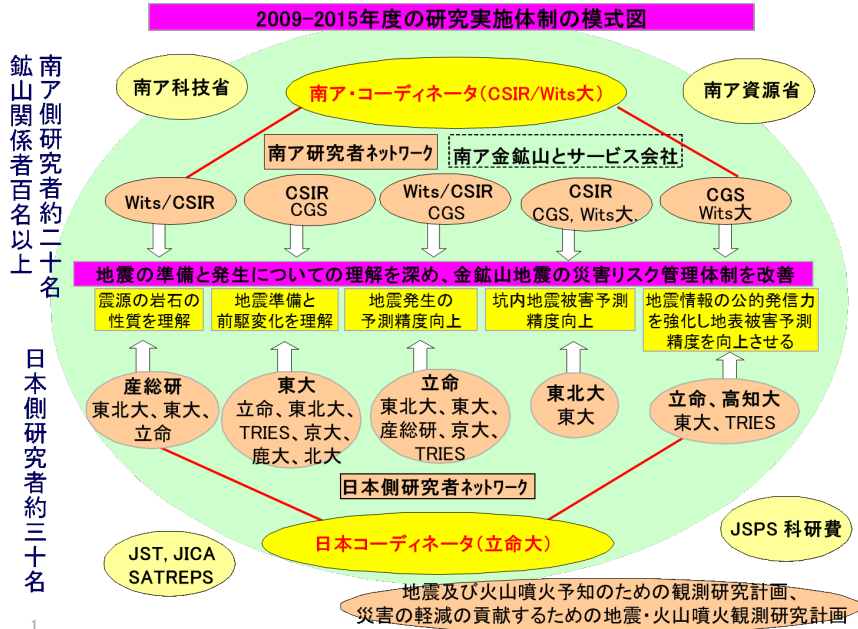 2009-2015年度の研究実施体制の模式図
南ア側研究者約二十名
鉱山関係者百名以上
南ア科技省
南ア・コーディネータ(CSIR/Wits大)
南ア資源省
南ア研究者ネットワーク
南ア金鉱山とサービス会社
Wits/CSIR
CSIR
CGS
Wits/CSIR
CGS
CSIR
CGS, Wits大.
CGS
Wits大
地震の準備と発生についての理解を深め、金鉱山地震の災害リスク管理体制を改善
震源の岩石の
性質を理解
地震準備と
前駆変化を理解
地震発生の
予測精度向上
坑内地震被害予測
精度向上
地震情報の公的発信力
を強化し地表被害予測
精度を向上させる
日本側研究者約三十名
産総研
東北大、東大、
立命
東大
立命、東北大、
TRIES、京大、
鹿大、北大
立命
東北大、東大、
産総研、京大、
TRIES
東北大
東大
立命、高知大
東大、TRIES
日本側研究者ネットワーク
日本コーディネータ(立命大)
JST, JICA
SATREPS
JSPS 科研費
地震及び火山噴火予知のための観測研究計画、
災害の軽減の貢献するための地震・火山噴火観測研究計画
1